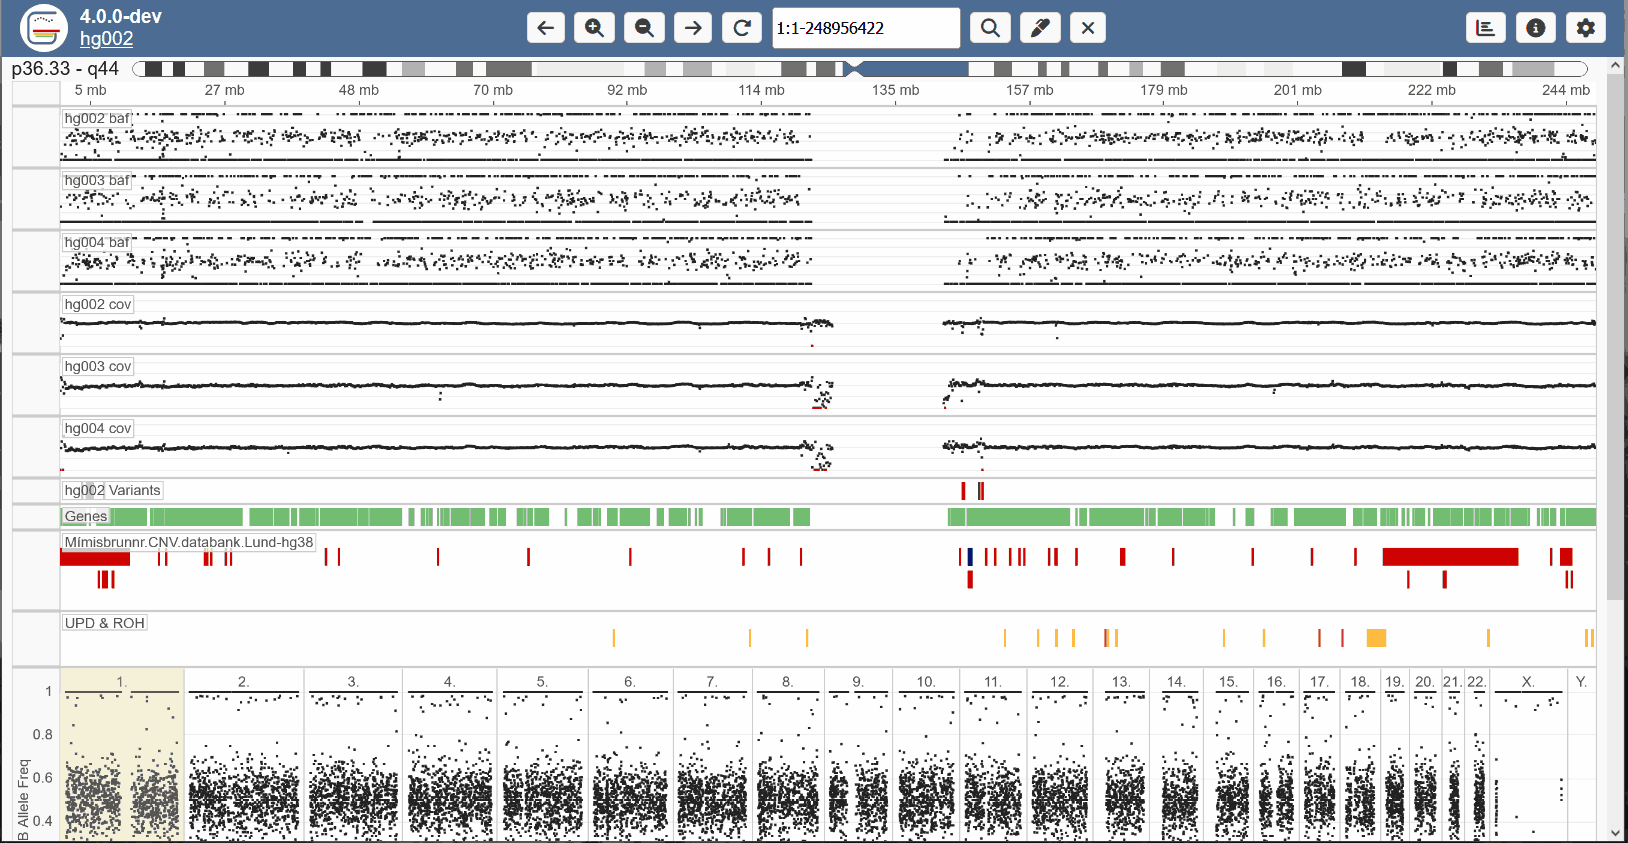 4.0.0-dev
hg002
1:1-248956422
p36.33 - q44
5 mb 27 mb 48 mb 70 mb 92 mb 114 mb 135 mb 157 mb 179 mb 201 mb 222 mb 244 mb
hg002 baf
hg003 baf
hg004 baf
hg002 cov
hg003 cov
hg004 cov
hg002 Variants
Genes
Mimisbrunnr.CNV.databank.Lund-hg38
UPD & ROH
1. 2. 3. 4. 5. 6. 7. 8. 9. 10. 11. 12. 13. 14. 15. 16. 17. 18. 19. 20. 21. 22. X. Y.
1
0.8
0.6
0.4
B Allele Freq